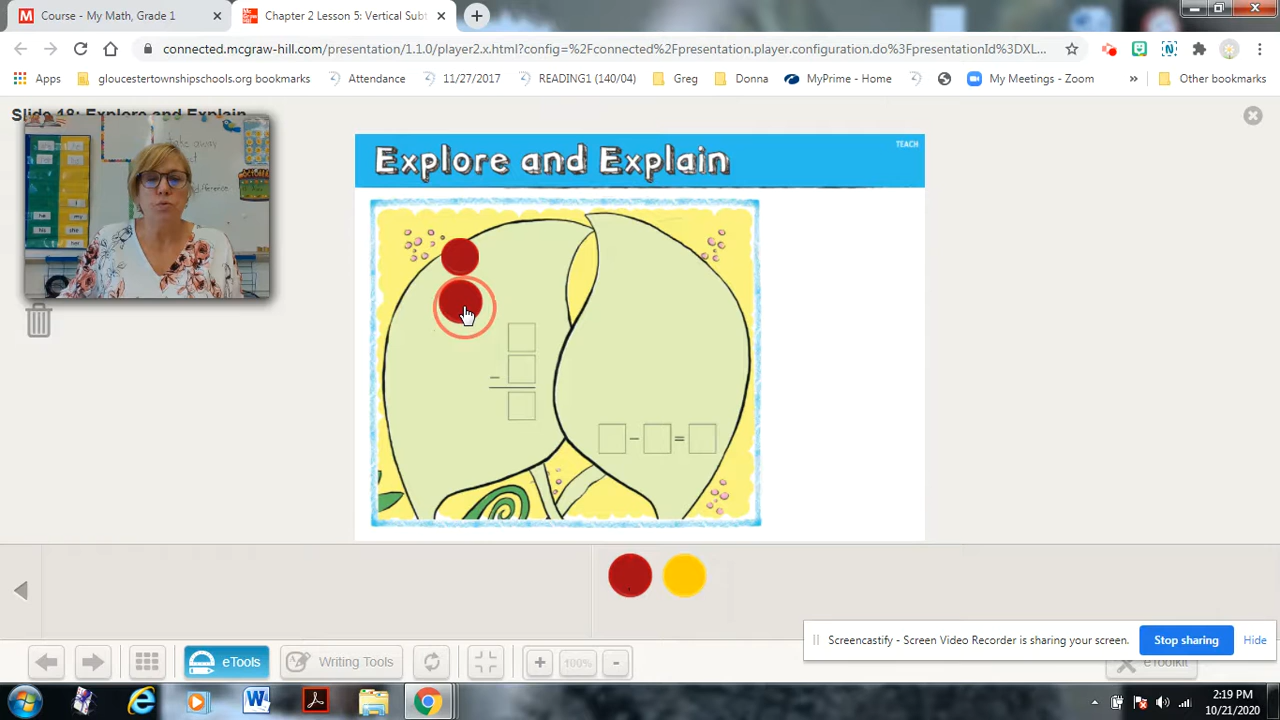 Course - My Math, Grade 1
Chapter 2 Lesson 5: Vertical Subt
connected.mcgraw-hill.com/presentation/1.1.0/player2.x.html?config=%2Fconnected%2Fpresentation.player.configuration.do%3FpresentationId%3DXL...
Apps
gloucestertownshipschools.org bookmarks
Attendance
11/27/2017
READING1 (140/04)
Greg
Donna
MyPrime - Home
My Meetings - Zoom
»
Other bookmarks
Slide 18: Explore and Explain
take away
Explore and Explain
TEACH
−
− =
Screencastify - Screen Video Recorder is sharing your screen.
Stop sharing
Hide
eTools
Writing Tools
+
100%
-
eToolkit
2:19 PM
10/21/2020